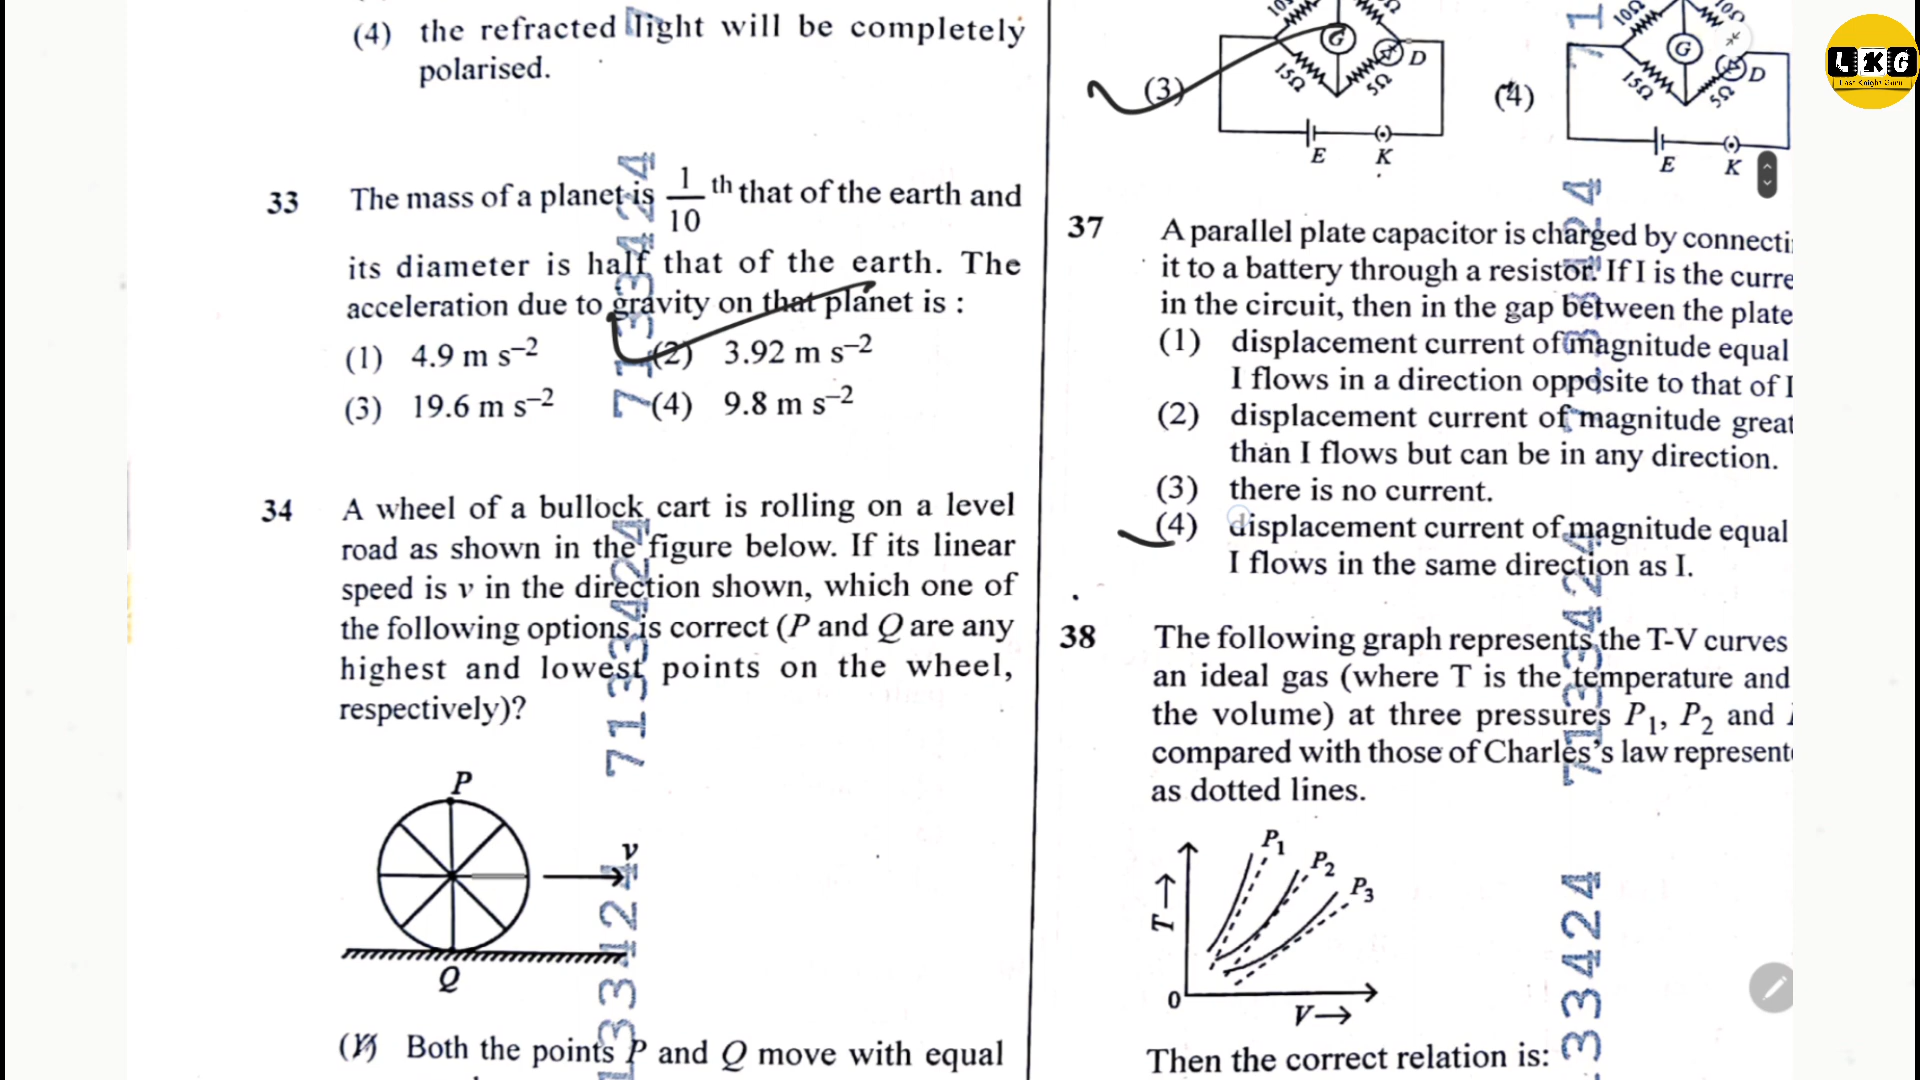 (4) the refracted light will be completely
polarised.
33 The mass of a planet is 1/10 th that of the earth and
its diameter is half that of the earth. The
acceleration due to gravity on that planet is :
(1) 4.9 m s⁻² (2) 3.92 m s⁻²
(3) 19.6 m s⁻² (4) 9.8 m s⁻²
34 A wheel of a bullock cart is rolling on a level
road as shown in the figure below. If its linear
speed is v in the direction shown, which one of
the following options is correct (P and Q are any
highest and lowest points on the wheel,
respectively)?
P
v
Q
(1) Both the points P and Q move with equal
(3)
15Ω 5Ω
G
D
E K
(4)
10Ω 10Ω
G
15Ω 5Ω
D
E K
37 A parallel plate capacitor is charged by
it to a battery through a resistor. If I is the
in the circuit, then in the gap between the
(1) displacement current of magnitude equal
I flows in a direction opposite to that of I
(2) displacement current of magnitude
than I flows but can be in any direction.
(3) there is no current.
(4) displacement current of magnitude equal
I flows in the same direction as I.
38 The following graph represents the T-V curves
an ideal gas (where T is the temperature and
the volume) at three pressures P₁, P₂ and
compared with those of Charles's law
as dotted lines.
P₁
P₂
P₃
T→
0
V→
Then the correct relation is:
7133424
7133424
7133424
LKG
Last Knight Guru